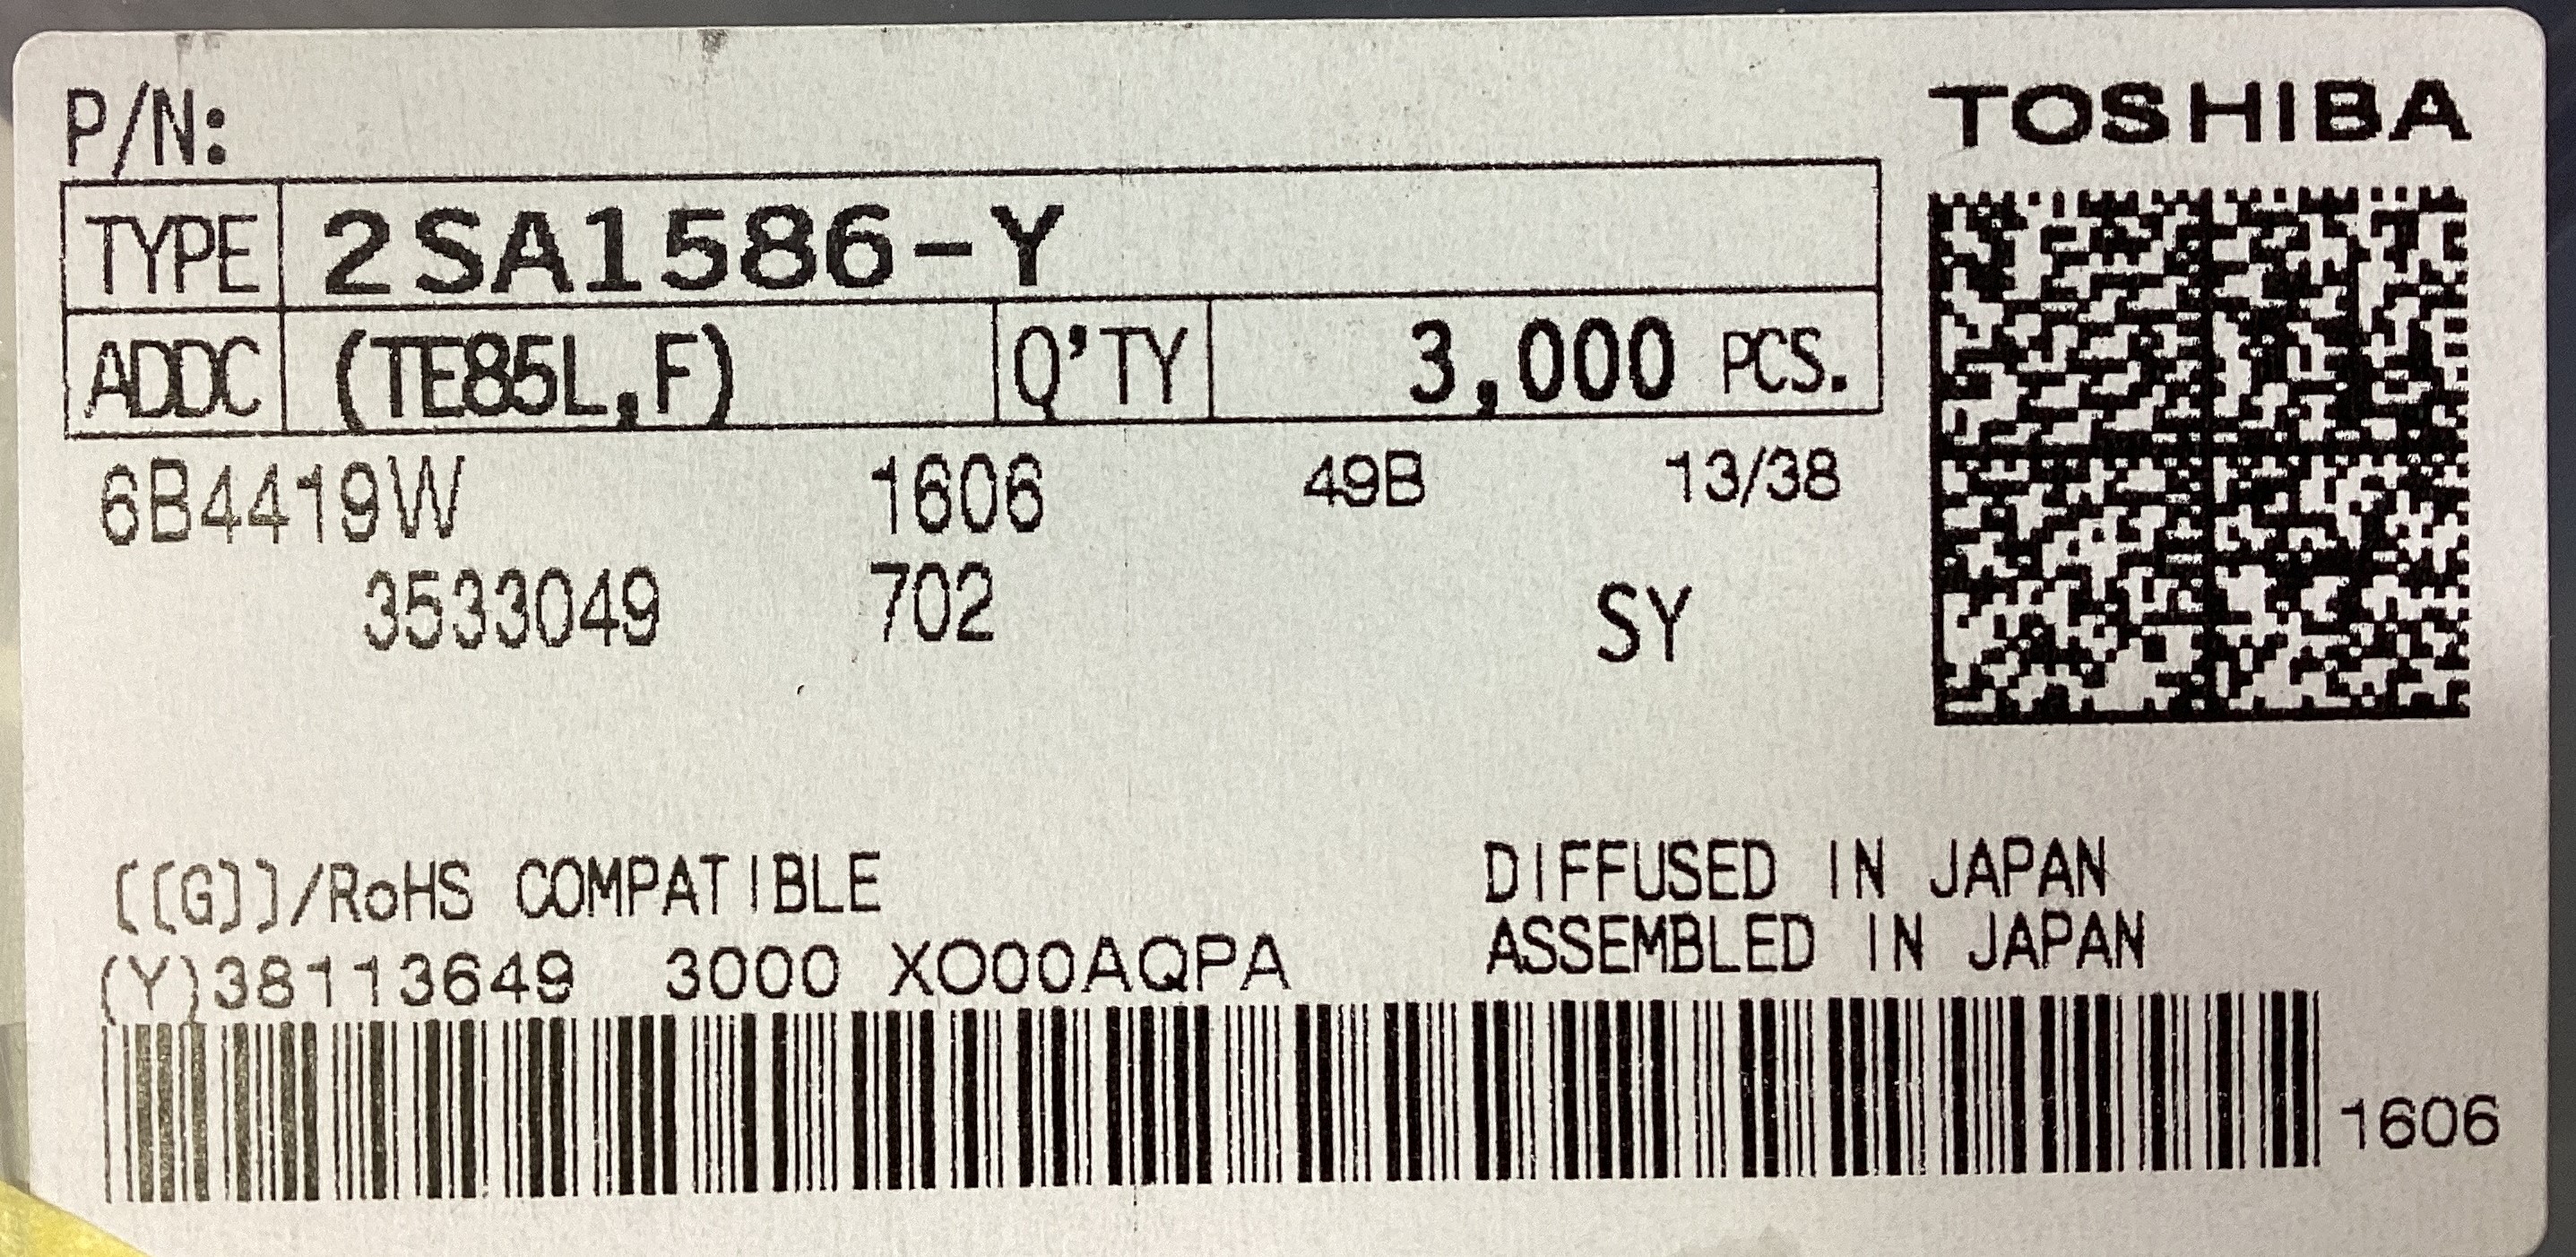 P/N:
TOSHIBA
TYPE 2SA1586-Y
ADDC (TE85L,F) Q'TY 3,000 PCS.
6B4419W 1606 49B 13/38
3533049 702 SY
[[G]]/RoHS COMPATIBLE
DIFFUSED IN JAPAN
ASSEMBLED IN JAPAN
(Y)38113649 3000 XO00AQPA
1606